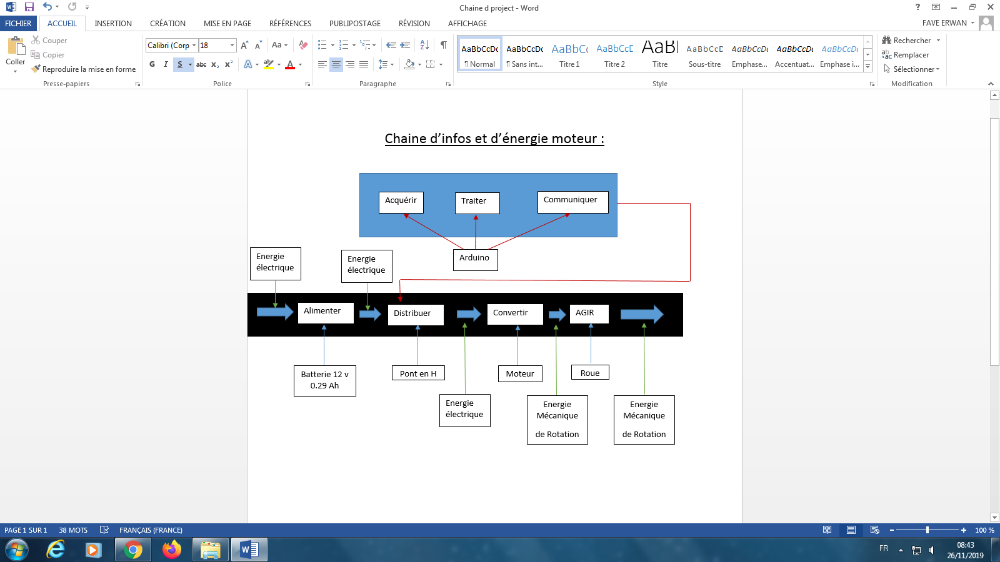 Chaine d project - Word
FICHIER ACCUEIL INSERTION CRÉATION MISE EN PAGE RÉFÉRENCES PUBLIPOSTAGE RÉVISION AFFICHAGE FAVE ERWAN
Coller
Couper
Copier
Reproduire la mise en forme
Presse-papiers
Calibri (Corp 18
G I S abc x₂ x²
Police
Paragraphe
AaBbCcDc AaBbCcDc AaBbC AaBbCcD AaBl AaBbCcD AaBbCcDc AaBbCcDc AaBbCcDc
¶ Normal ¶ Sans int... Titre 1 Titre 2 Titre Sous-titre Emphase... Accentuat... Emphase i...
Style
Rechercher
Remplacer
Sélectionner
Modification
Chaine d’infos et d’énergie moteur :
Acquérir Traiter Communiquer
Arduino
Energie
électrique
Energie
électrique
Alimenter Distribuer Convertir AGIR
Batterie 12 v
0.29 Ah
Pont en H
Moteur
Roue
Energie
électrique
Energie
Mécanique
de Rotation
Energie
Mécanique
de Rotation
PAGE 1 SUR 1 38 MOTS FRANÇAIS (FRANCE) 100 %
FR
08:43
26/11/2019